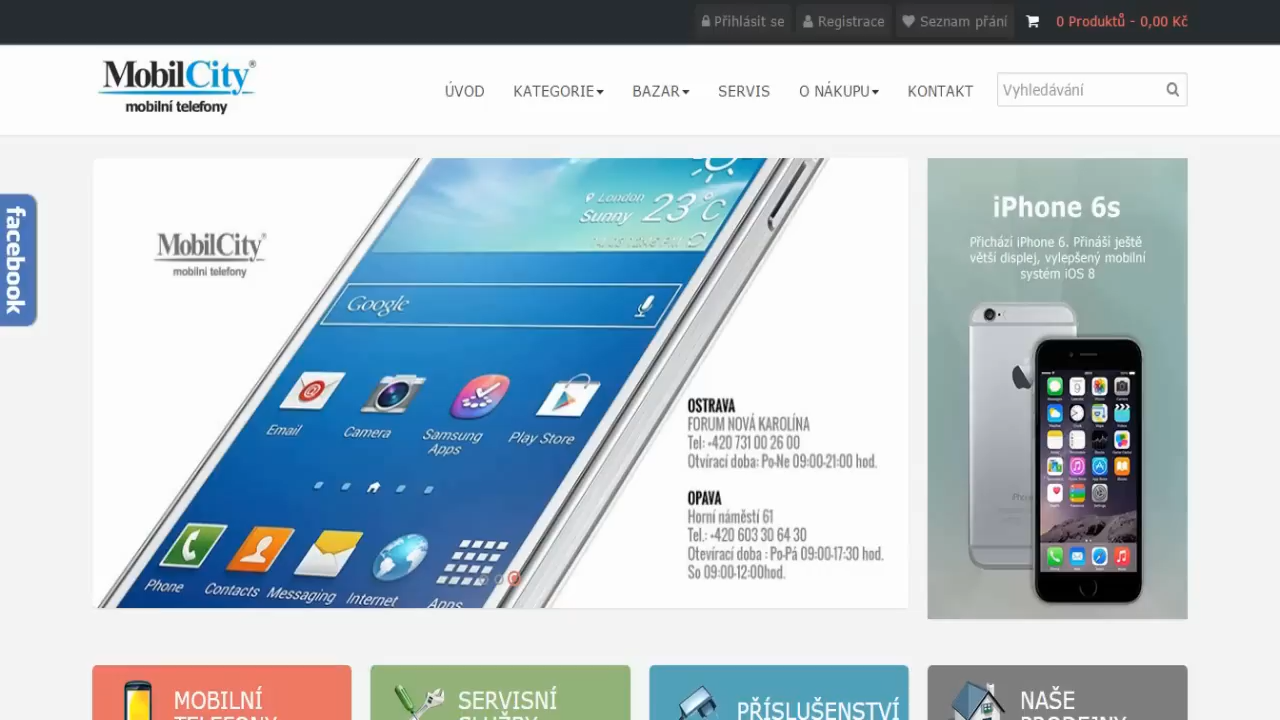 Přihlásit se
Registrace
Seznam přání
0 Produktů - 0,00 Kč
MobilCity®
mobilní telefony
ÚVOD
KATEGORIE
BAZAR
SERVIS
O NÁKUPU
KONTAKT
Vyhledávání
facebook
MobilCity®
mobilní telefony
London
Sunny 23°C
Google
Email
Camera
Samsung
Apps
Play Store
Phone
Contacts
Messaging
Internet
Apps
OSTRAVA
FORUM NOVÁ KAROLÍNA
Tel: +420 731 00 26 00
Otvírací doba: Po-Ne 09:00-21:00 hod.
OPAVA
Horní náměstí 61
Tel.: +420 603 30 64 30
Otevírací doba : Po-Pá 09:00-17:30 hod.
So 09:00-12:00hod.
iPhone 6s
Přichází iPhone 6. Přináši ještě
větší displej, vylepšený mobilní
systém iOS 8
MOBILNÍ
TELEFONY
SERVISNÍ
SLUŽBY
PŘÍSLUŠENSTVÍ
NAŠE
PRODEJNY